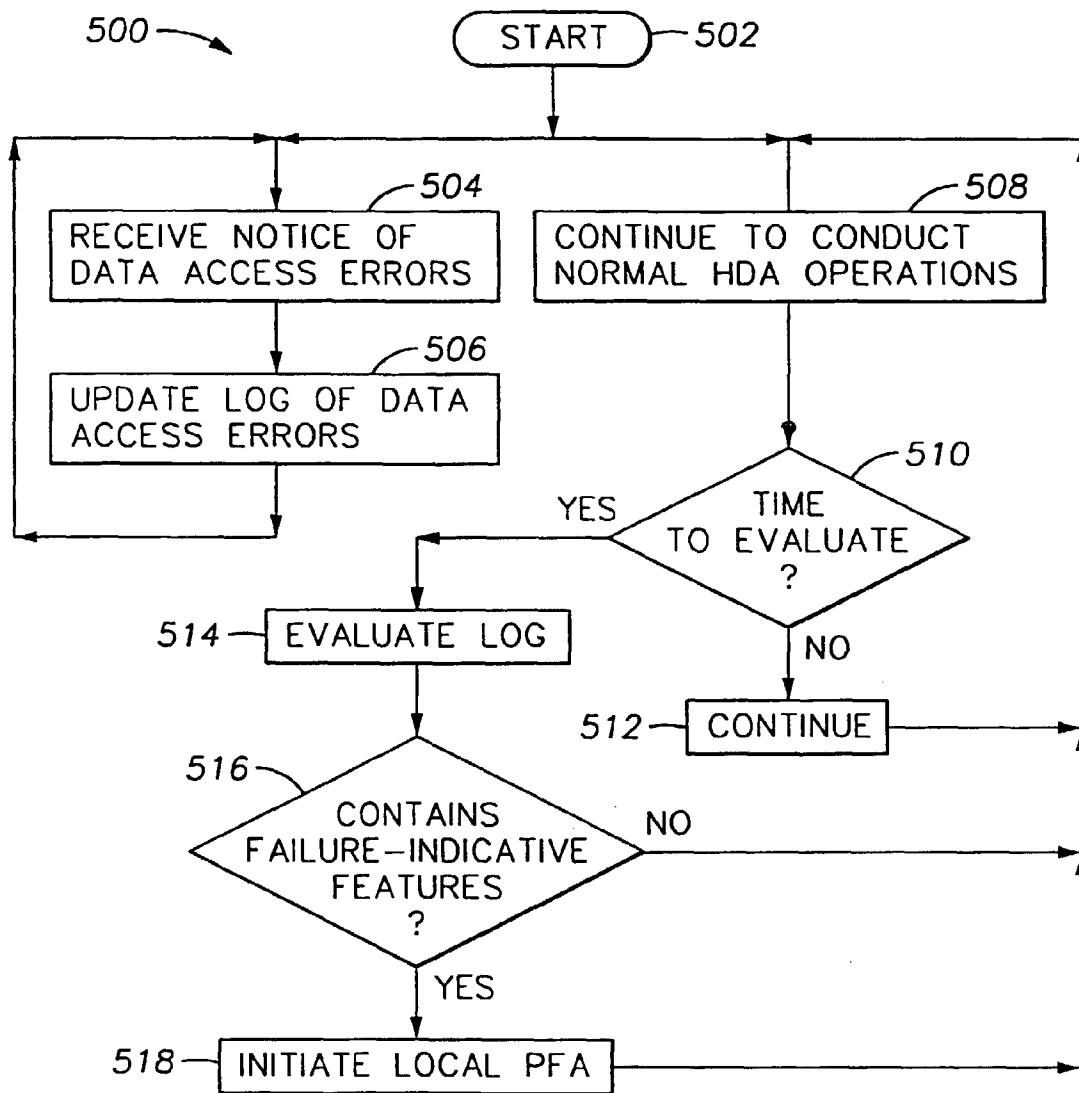 500
START
502
504
RECEIVE NOTICE OF
DATA ACCESS ERRORS
508
CONTINUE TO CONDUCT
NORMAL HDA OPERATIONS
506
UPDATE LOG OF DATA
ACCESS ERRORS
510
TIME
TO EVALUATE
?
YES
NO
514
EVALUATE LOG
512
CONTINUE
516
CONTAINS
FAILURE-INDICATIVE
FEATURES
?
NO
YES
518
INITIATE LOCAL PFA